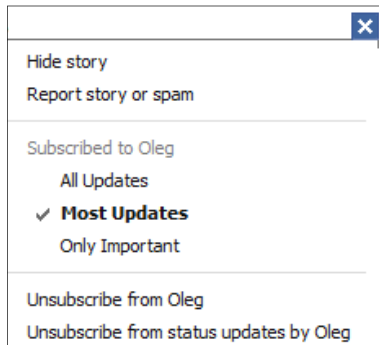 Hide story
Report story or spam
Subscribed to Oleg
All Updates
Most Updates
Only Important
Unsubscribe from Oleg
Unsubscribe from status updates by Oleg